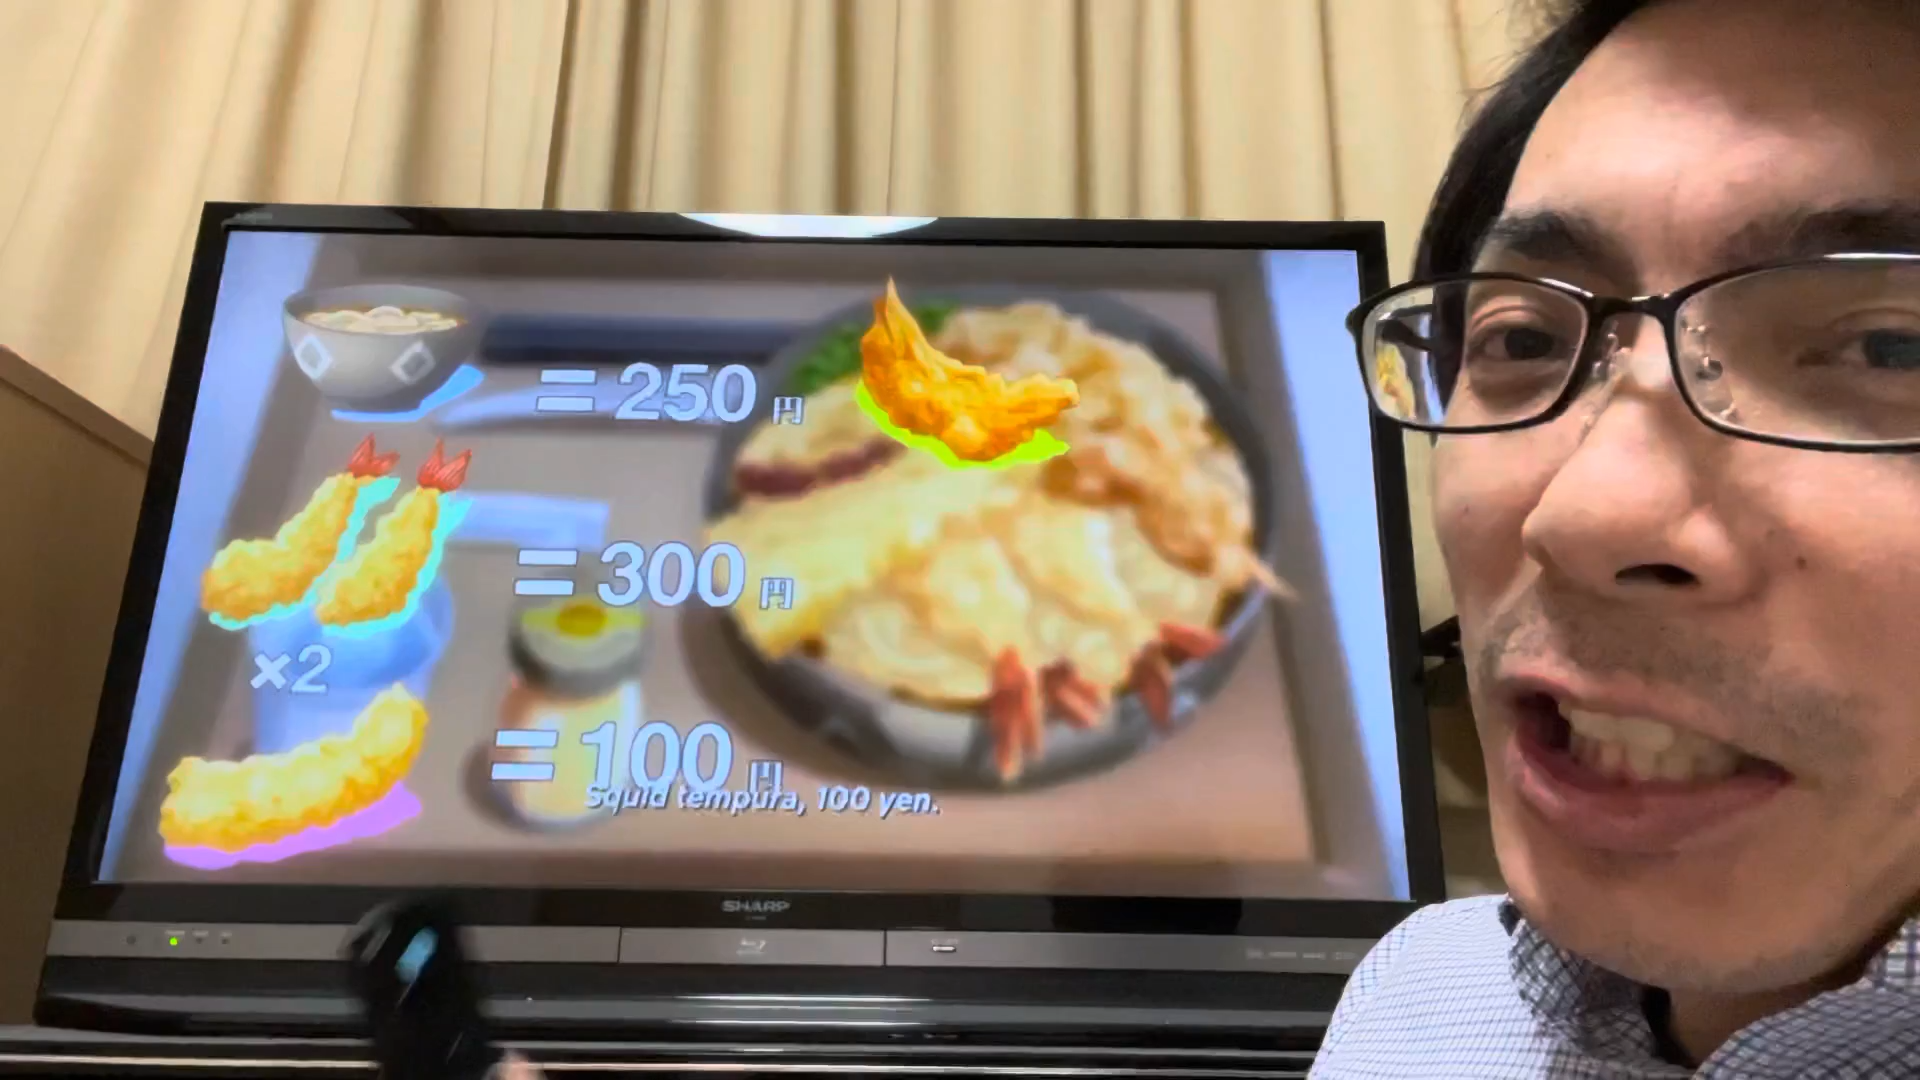 = 250 円
= 300 円
×2
= 100 円
Squid tempura, 100 yen.
SHARP